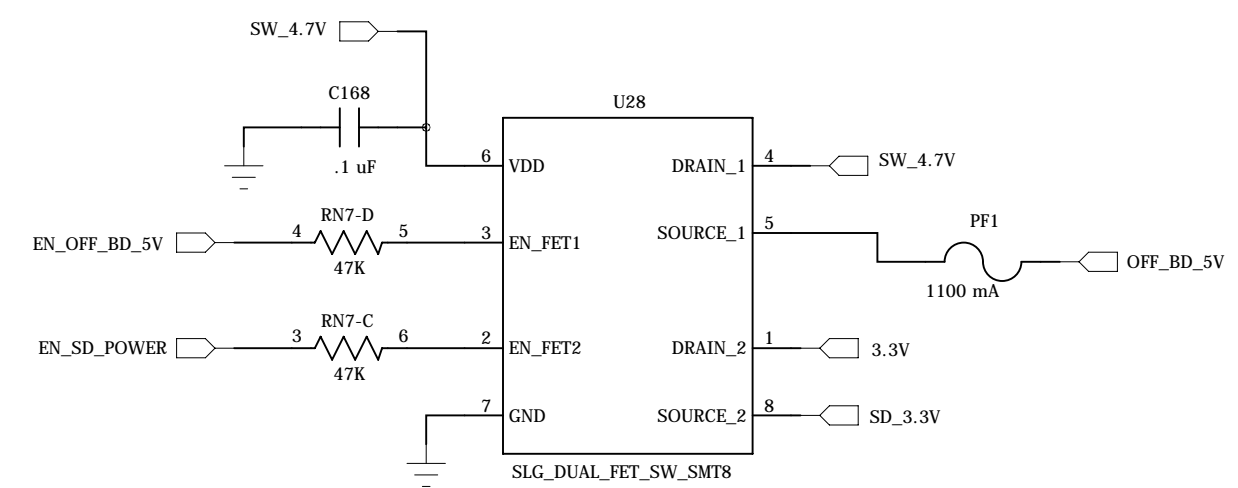 SW_4.7V
C168
.1 uF
U28
6 VDD
DRAIN_1 4
SW_4.7V
RN7-D
EN_OFF_BD_5V
4 5
47K
3 EN_FET1
SOURCE_1 5
PF1
1100 mA
OFF_BD_5V
RN7-C
EN_SD_POWER
3 6
47K
2 EN_FET2
DRAIN_2 1
3.3V
7 GND
SOURCE_2 8
SD_3.3V
SLG_DUAL_FET_SW_SMT8